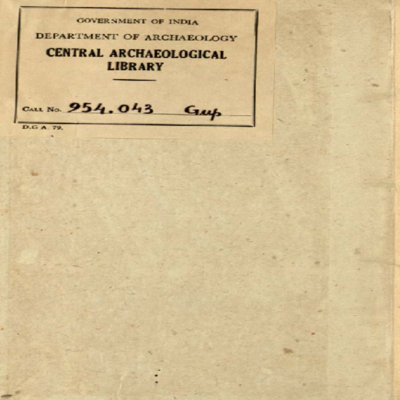 GOVERNMENT OF INDIA
DEPARTMENT OF ARCHAEOLOGY
CENTRAL ARCHAEOLOGICAL
LIBRARY
CALL No. 954.043 Gup
D.G A. 79.